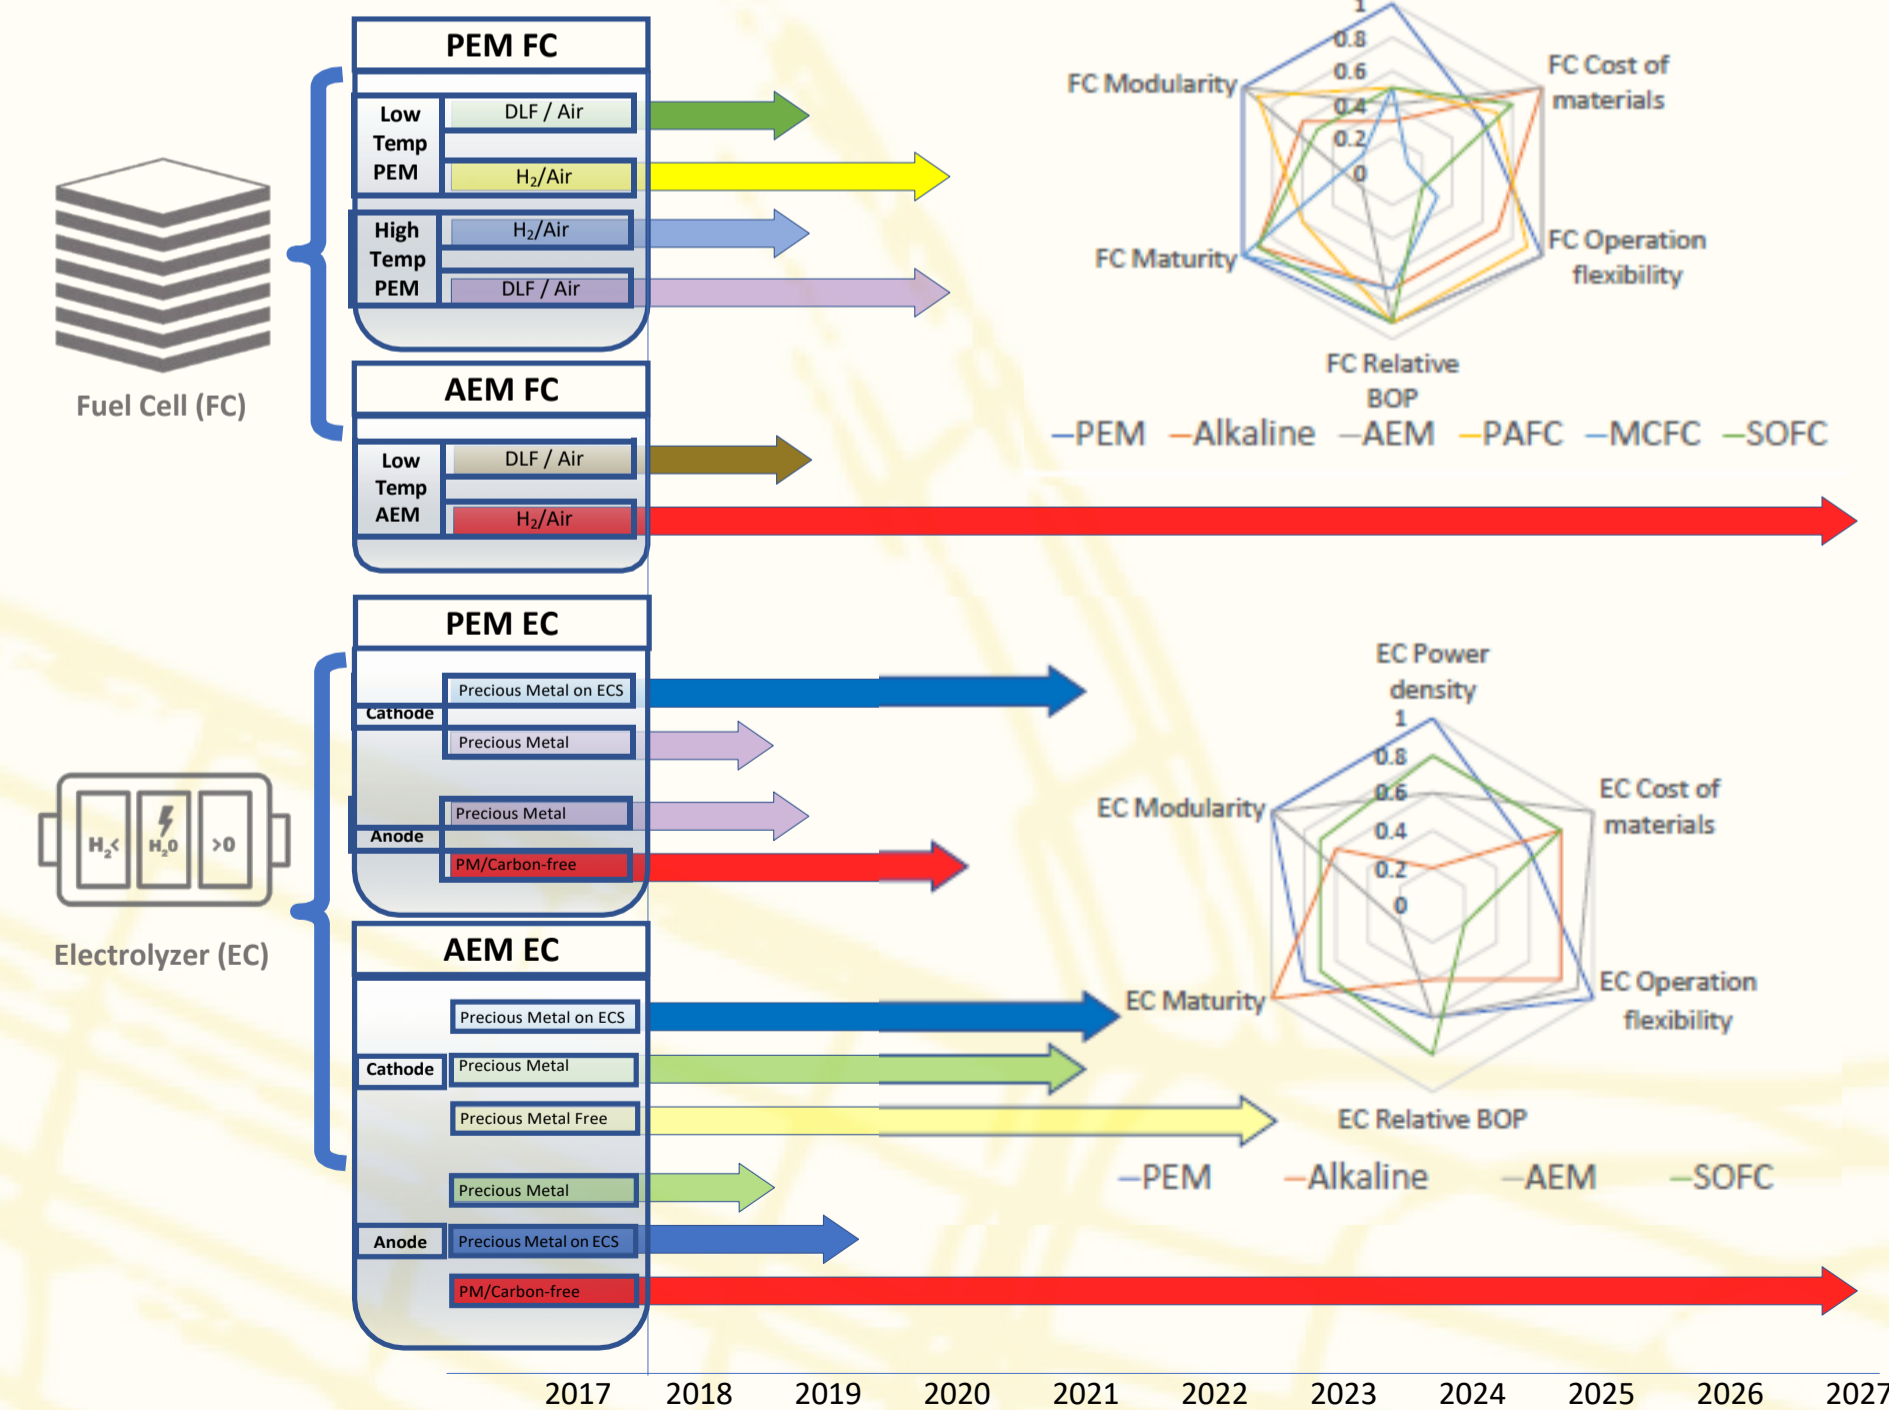 PEM FC
Low
Temp
PEM
DLF / Air
H₂/Air
High
Temp
PEM
H₂/Air
DLF / Air
Fuel Cell (FC)
AEM FC
Low
Temp
AEM
DLF / Air
H₂/Air
1
0.8
0.6
0.4
0.2
0
FC Modularity
FC Cost of
materials
FC Maturity
FC Operation
flexibility
FC Relative
BOP
PEM Alkaline AEM PAFC MCFC SOFC
PEM EC
Cathode
Precious Metal on ECS
Precious Metal
Anode
Precious Metal
PM/Carbon-free
H₂<
H₂O
>0
Electrolyzer (EC)
AEM EC
Precious Metal on ECS
Cathode
Precious Metal
Precious Metal Free
Precious Metal
Anode
Precious Metal on ECS
PM/Carbon-free
EC Power
density
1
0.8
0.6
0.4
0.2
0
EC Modularity
EC Cost of
materials
EC Maturity
EC Operation
flexibility
EC Relative BOP
PEM Alkaline AEM SOFC
2017 2018 2019 2020 2021 2022 2023 2024 2025 2026 2027